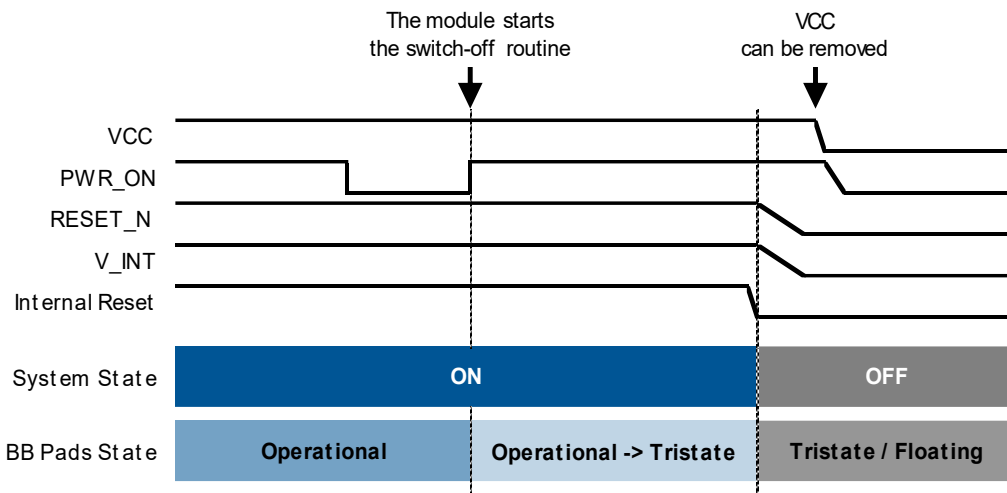 The module starts
the switch-off routine
VCC
can be removed
VCC
PWR_ON
RESET_N
V_INT
Internal Reset
System State
ON
OFF
BB Pads State
Operational
Operational -> Tristate
Tristate / Floating